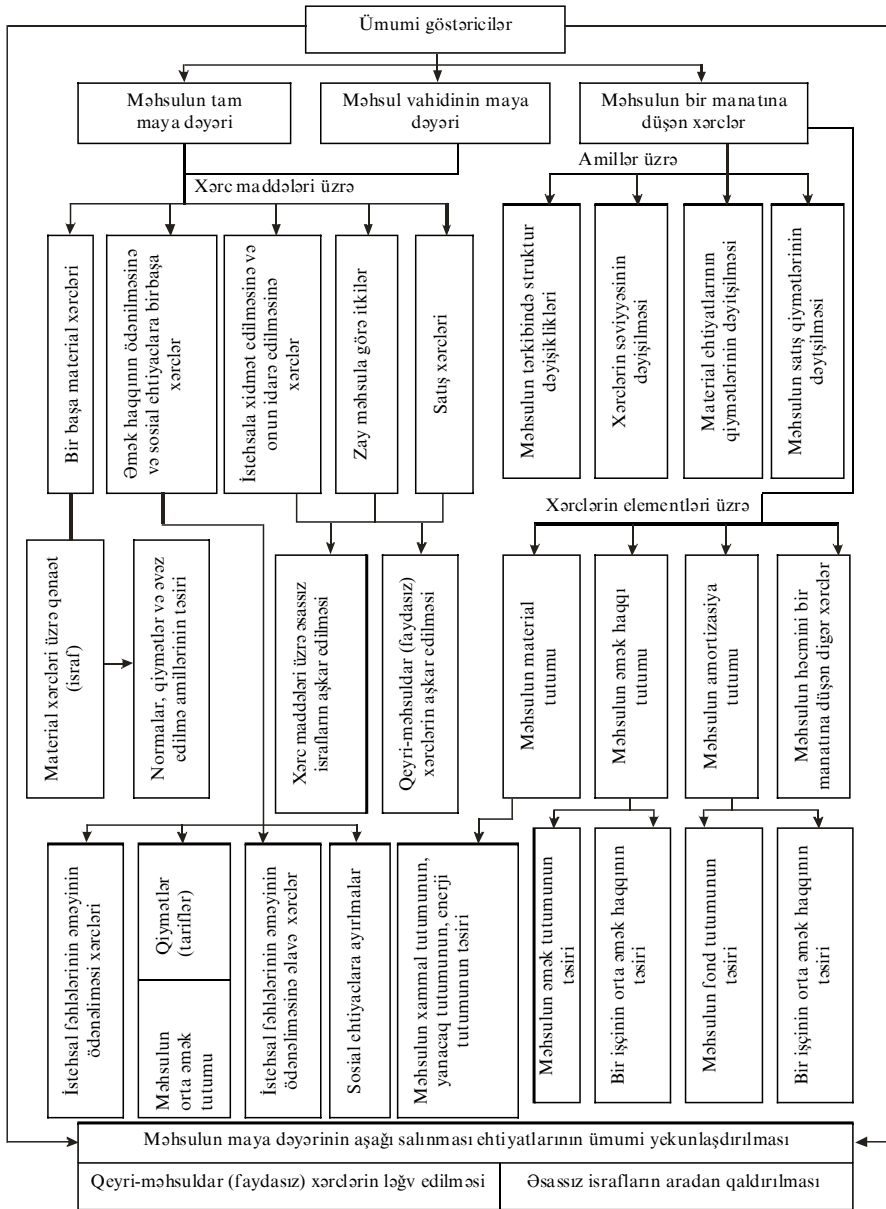 Ümumi göstəricilər
Məhsulun tam
maya dəyəri
Məhsul vahidinin maya
dəyəri
Məhsulun bir manatına
düşən xərclər
Xərc maddələri üzrə
Amillər üzrə
Bir başa material xərcləri
Əmək haqqının ödənilməsinə
və sosial ehtiyaclara birbaşa
xərclər
İstehsala xidmət edilməsinə və
onun idarə edilməsinə
xərclər
Zay məhsula görə itkilər
Satış xərcləri
Məhsulun tərkibində struktur
dəyişiklikləri
Xərclərin səviyyəsinin
dəyişilməsi
Material ehtiyatlarının
qiymətlərinin dəyitşilməsi
Məhsulun satış qiymətlərinin
dəytşilməsi
Xərclərin elementləri üzrə
Material xərcləri üzrə qənaət
(israf)
Normalar, qiymətlər və əvəz
edilmə amillərinin təsiri
Xərc maddələri üzrə əsassız
israfların aşkar edilməsi
Qeyri-məhsuldar (faydasız)
xərclərin aşkar edilməsi
Məhsulun material
tutumu
Məhsulun əmək haqqı
tutumu
Məhsulun amortizasiya
tutumu
Məhsulun həcmini bir
manatına düşən digər xərclər
İstehsal fəhlələrinin əməyinin
ödənəlıməsi xərcləri
Qiymətlər
(tariflər)
Məhsulun
orta əmək
tutumu
İstehsal fəhlələrinin əməyinin
ödənəliməsinə əlavə xərclər
Sosial ehtiyaclara ayırılmalar
Məhsulun xammal tutumunun,
yanacaq tutumunun, enerji
tutumunun təsiri
Məhsulun əmək tutumunun
təsiri
Bir işçinin orta əmək haqqının
təsiri
Məhsulun fond tutumunun
təsiri
Bir işçinin orta əmək haqqının
təsiri
Məhsulun maya dəyərinin aşağı salınması ehtiyatlarının ümumi yekunlaşdırılması
Qeyri-məhsuldar (faydasız) xərclərin ləğv edilməsi
Əsassız israfların aradan qaldırılması